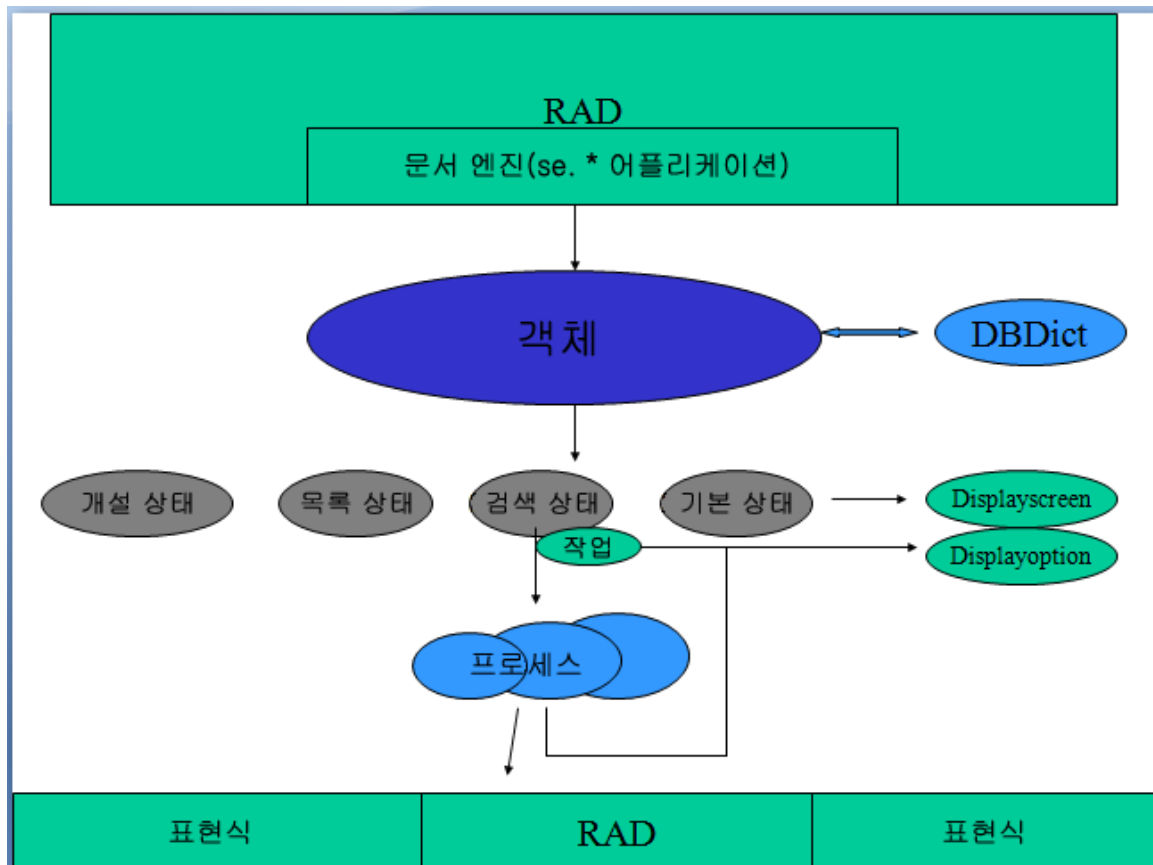 RAD
문서 엔진(se. * 어플리케이션)
객체
DBDict
개설 상태
목록 상태
검색 상태
기본 상태
Displayscreen
작업
Displayoption
프로세스
표현식
RAD
표현식